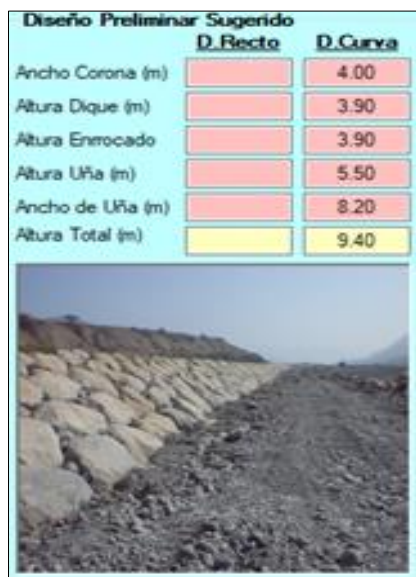 Diseño Preliminar Sugerido
D.Recto D.Curva
Ancho Corona (m) 4.00
Altura Dique (m) 3.90
Altura Enrrocado 3.90
Altura Uña (m) 5.50
Ancho de Uña (m) 8.20
Altura Total (m) 9.40